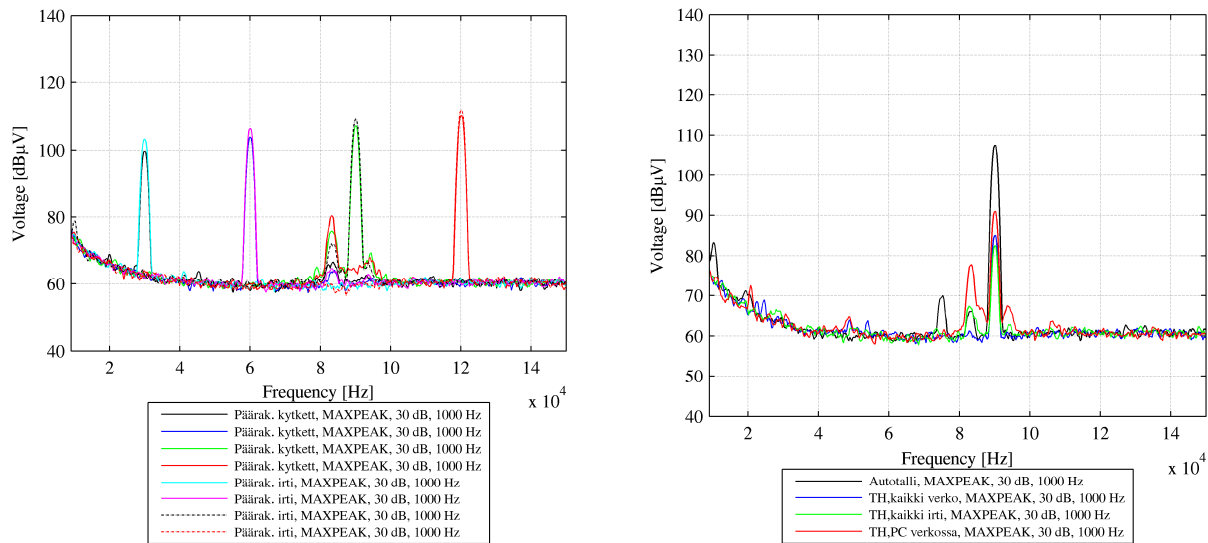 140
120
100
80
60
40
Voltage [dBµV]
2
4
6
8
10
12
14
Frequency [Hz]
x 10^4
Päärak. kytkett, MAXPEAK, 30 dB, 1000 Hz
Päärak. kytkett, MAXPEAK, 30 dB, 1000 Hz
Päärak. kytkett, MAXPEAK, 30 dB, 1000 Hz
Päärak. kytkett, MAXPEAK, 30 dB, 1000 Hz
Päärak. irti, MAXPEAK, 30 dB, 1000 Hz
Päärak. irti, MAXPEAK, 30 dB, 1000 Hz
Päärak. irti, MAXPEAK, 30 dB, 1000 Hz
Päärak. irti, MAXPEAK, 30 dB, 1000 Hz
140
130
120
110
100
90
80
70
60
50
40
Voltage [dBµV]
2
4
6
8
10
12
14
Frequency [Hz]
x 10^4
Autotalli, MAXPEAK, 30 dB, 1000 Hz
TH,kaikki verko, MAXPEAK, 30 dB, 1000 Hz
TH,kaikki irti, MAXPEAK, 30 dB, 1000 Hz
TH,PC verkossa, MAXPEAK, 30 dB, 1000 Hz